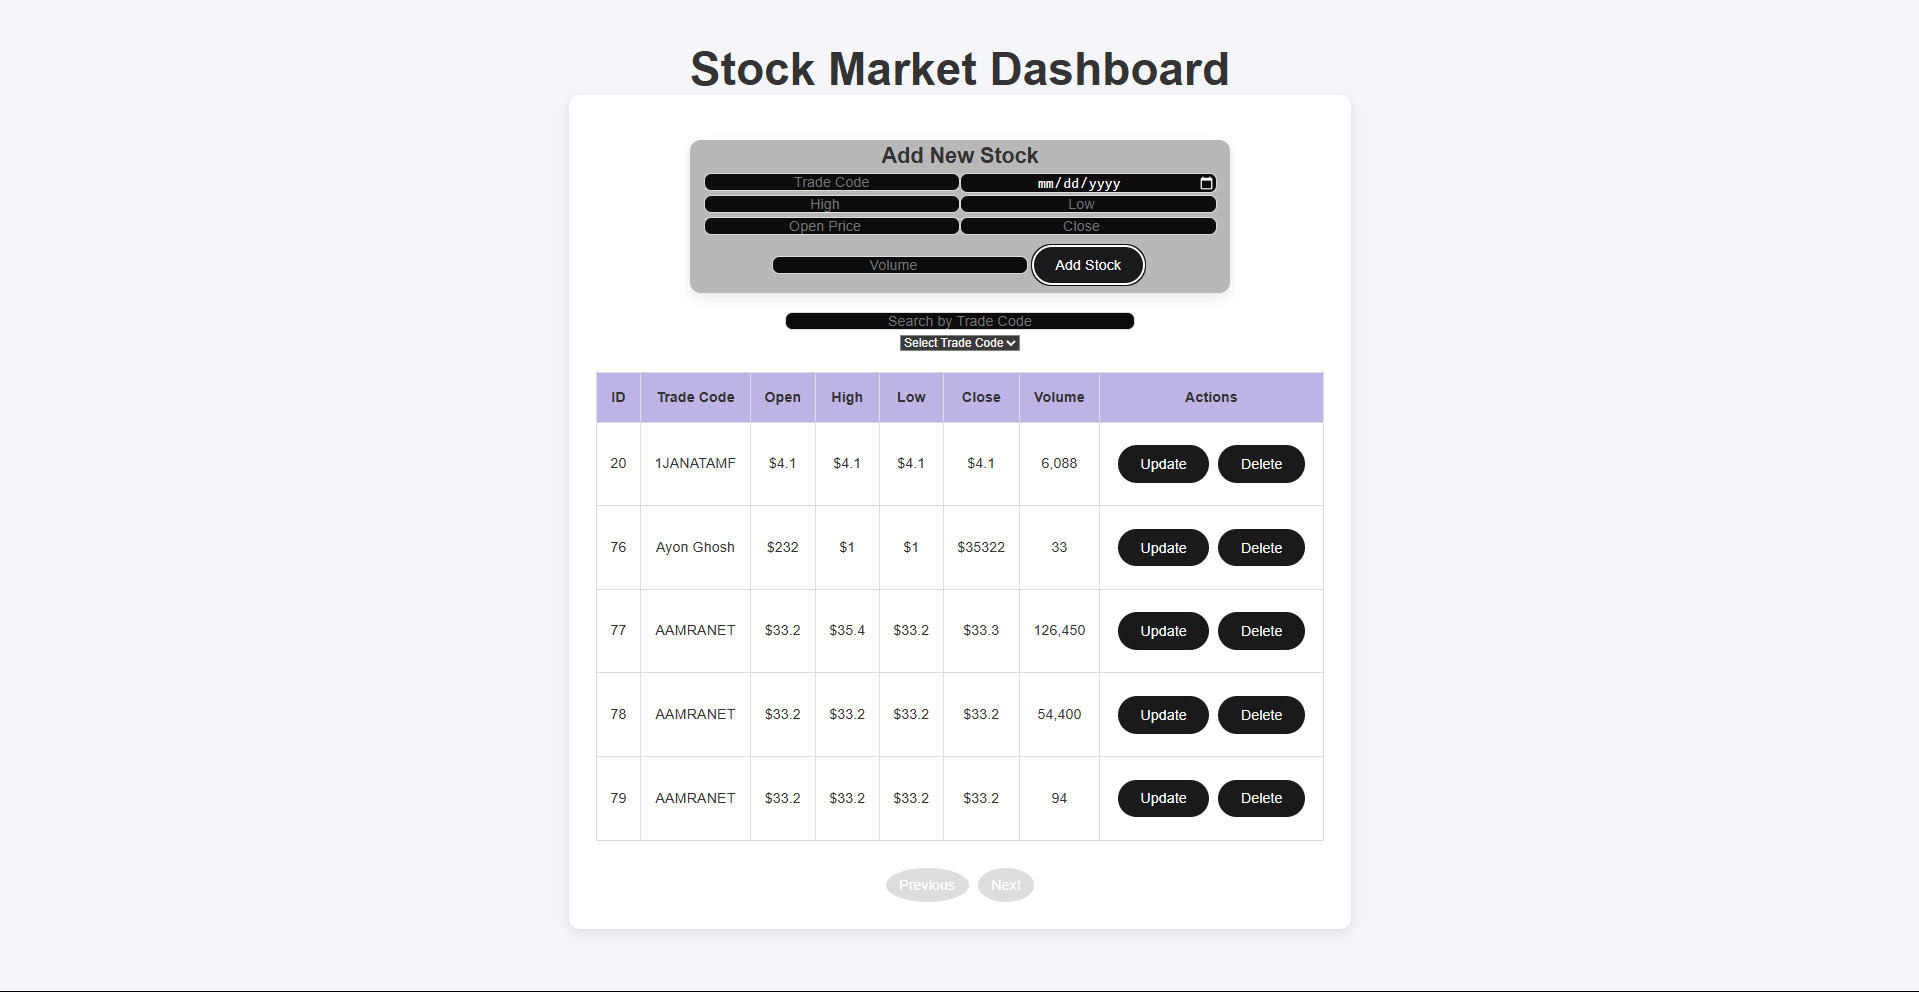 Stock Market Dashboard
Add New Stock
Trade Code mm/dd/yyyy
High Low
Open Price Close
Volume Add Stock
Search by Trade Code
Select Trade Code
ID Trade Code Open High Low Close Volume Actions
20 1JANATAMF $4.1 $4.1 $4.1 $4.1 6,088 Update Delete
76 Ayon Ghosh $232 $1 $1 $35322 33 Update Delete
77 AAMRANET $33.2 $35.4 $33.2 $33.3 126,450 Update Delete
78 AAMRANET $33.2 $33.2 $33.2 $33.2 54,400 Update Delete
79 AAMRANET $33.2 $33.2 $33.2 $33.2 94 Update Delete
Previous Next